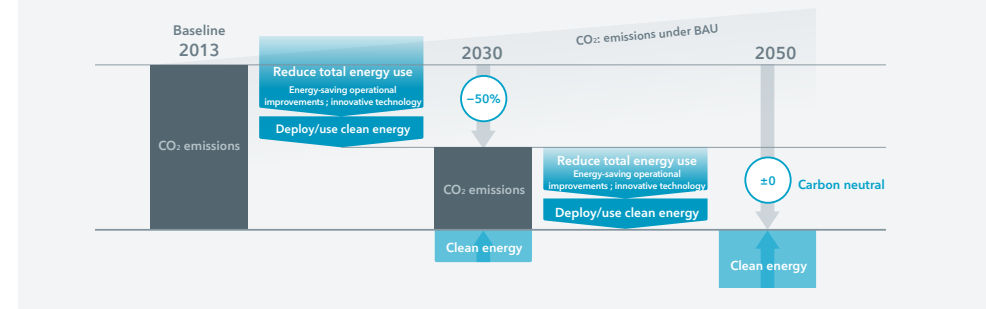 Baseline
2013
CO₂ emissions
Reduce total energy use
Energy-saving operational
improvements ; innovative technology
Deploy/use clean energy
CO₂: emissions under BAU
2030
−50%
CO₂ emissions
Clean energy
Reduce total energy use
Energy-saving operational
improvements ; innovative technology
Deploy/use clean energy
2050
±0
Carbon neutral
Clean energy